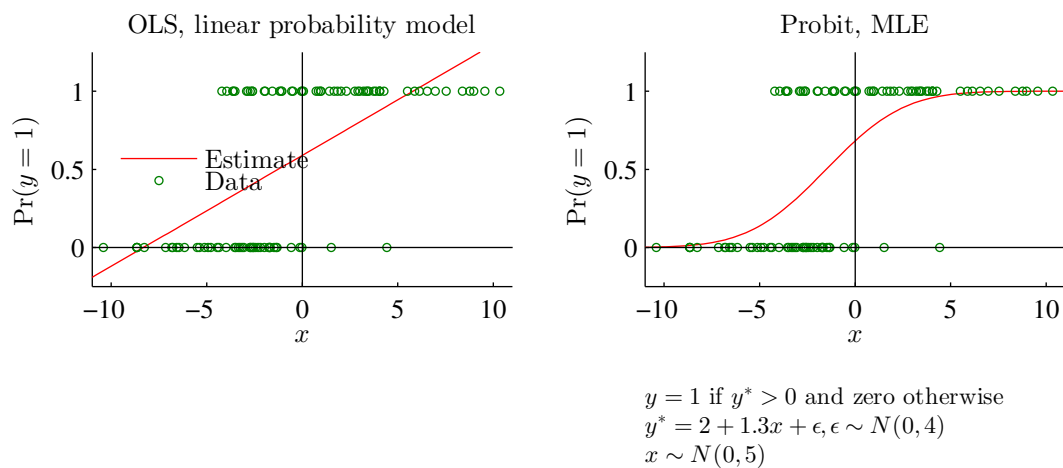 OLS, linear probability model
Pr(y = 1)
1
0.5
0
Estimate
Data
−10 −5 0 5 10
x
Probit, MLE
Pr(y = 1)
1
0.5
0
−10 −5 0 5 10
x
y = 1 if y* > 0 and zero otherwise
y* = 2 + 1.3x + ϵ, ϵ ∼ N(0, 4)
x ∼ N(0, 5)